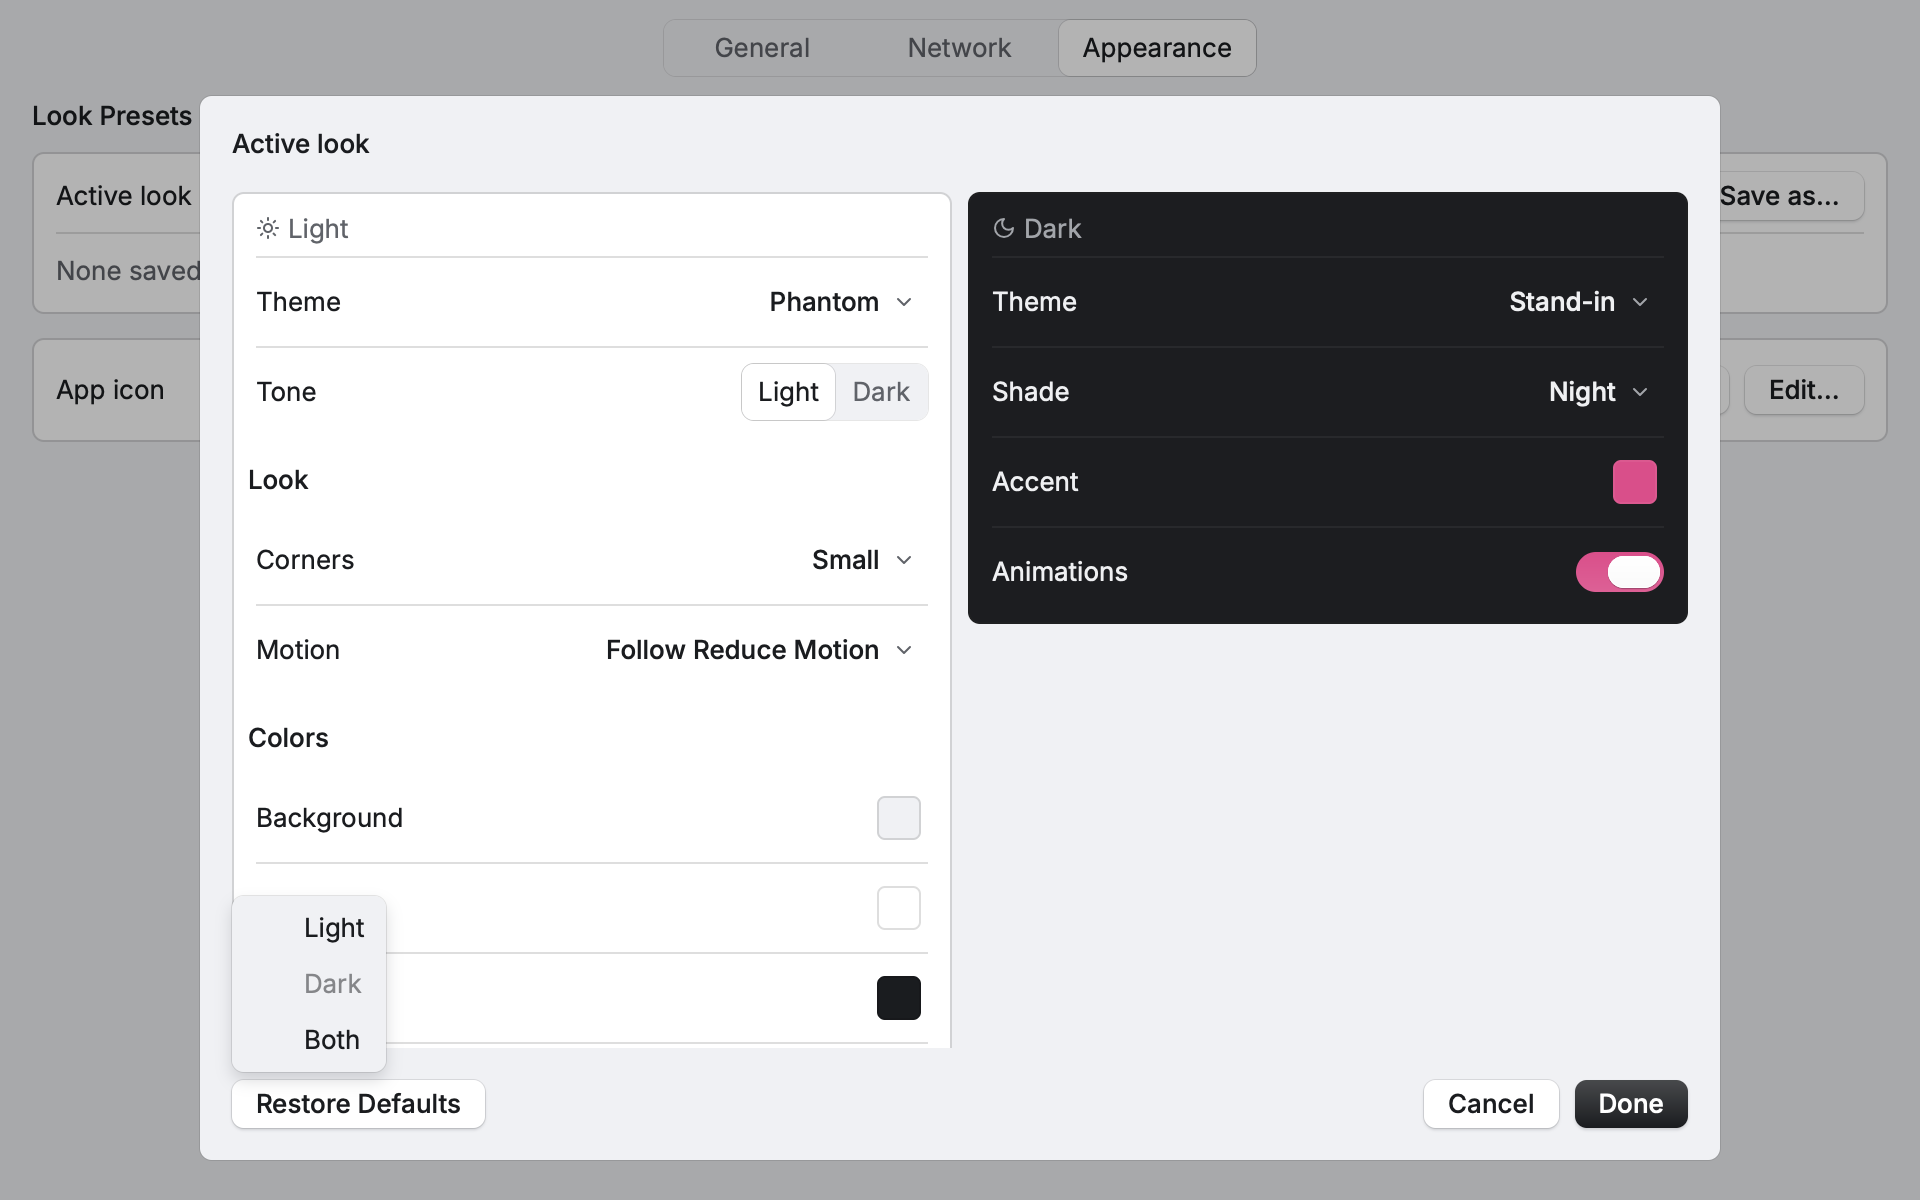 General
Network
Appearance
Look Presets
Active look
None saved
App icon
Save as...
Edit...
Active look
Light
Theme
Phantom
Tone
Light
Dark
Look
Corners
Small
Motion
Follow Reduce Motion
Colors
Background
Dark
Theme
Stand-in
Shade
Night
Accent
Animations
Light
Dark
Both
Restore Defaults
Cancel
Done